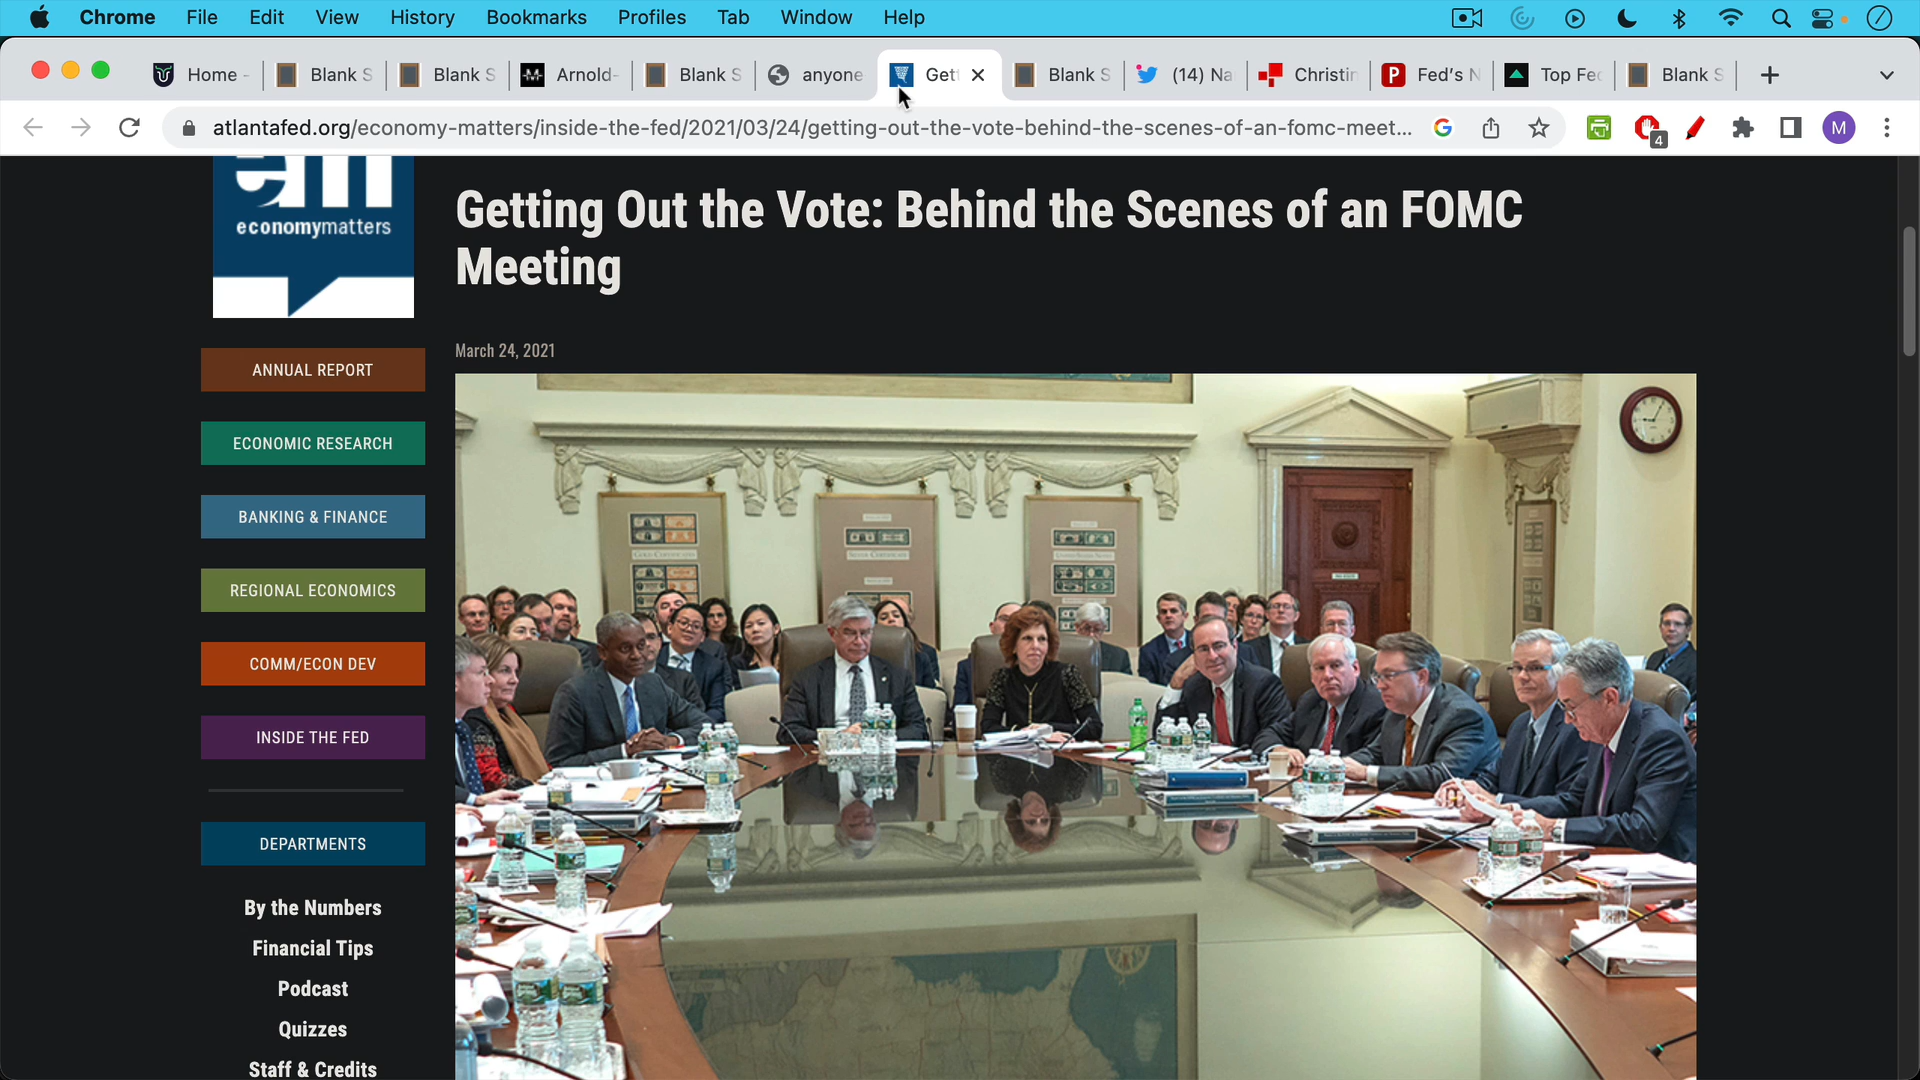 Chrome File Edit View History Bookmarks Profiles Tab Window Help
Home - Blank S Blank S Arnold- Blank S anyone Get Blank S (14) Na Christin Fed's N Top Fed Blank S
atlantafed.org/economy-matters/inside-the-fed/2021/03/24/getting-out-the-vote-behind-the-scenes-of-an-fomc-meet...
4
M
economymatters
Getting Out the Vote: Behind the Scenes of an FOMC
Meeting
March 24, 2021
ANNUAL REPORT
ECONOMIC RESEARCH
BANKING & FINANCE
REGIONAL ECONOMICS
COMM/ECON DEV
INSIDE THE FED
DEPARTMENTS
By the Numbers
Financial Tips
Podcast
Quizzes
Staff & Credits